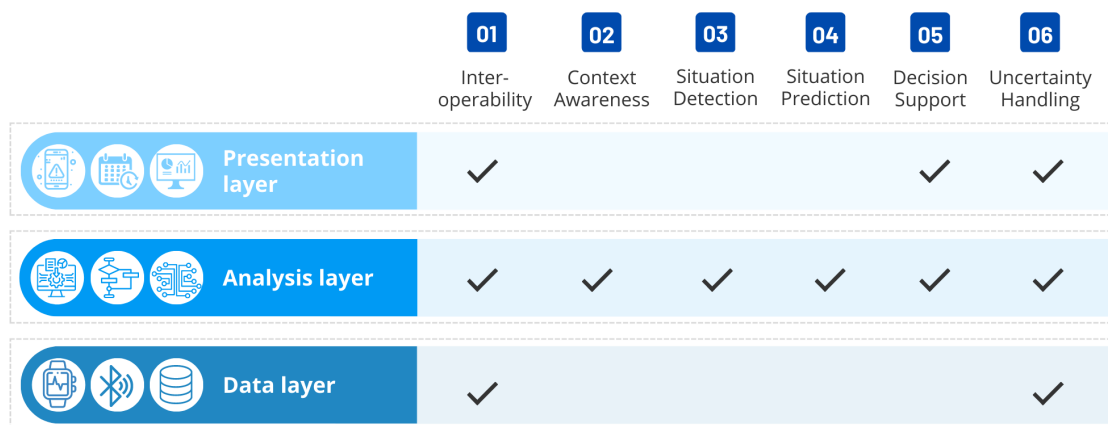 01 02 03 04 05 06
Inter- Context Situation Situation Decision Uncertainty
operability Awareness Detection Prediction Support Handling
Presentation
layer
Analysis layer
Data layer